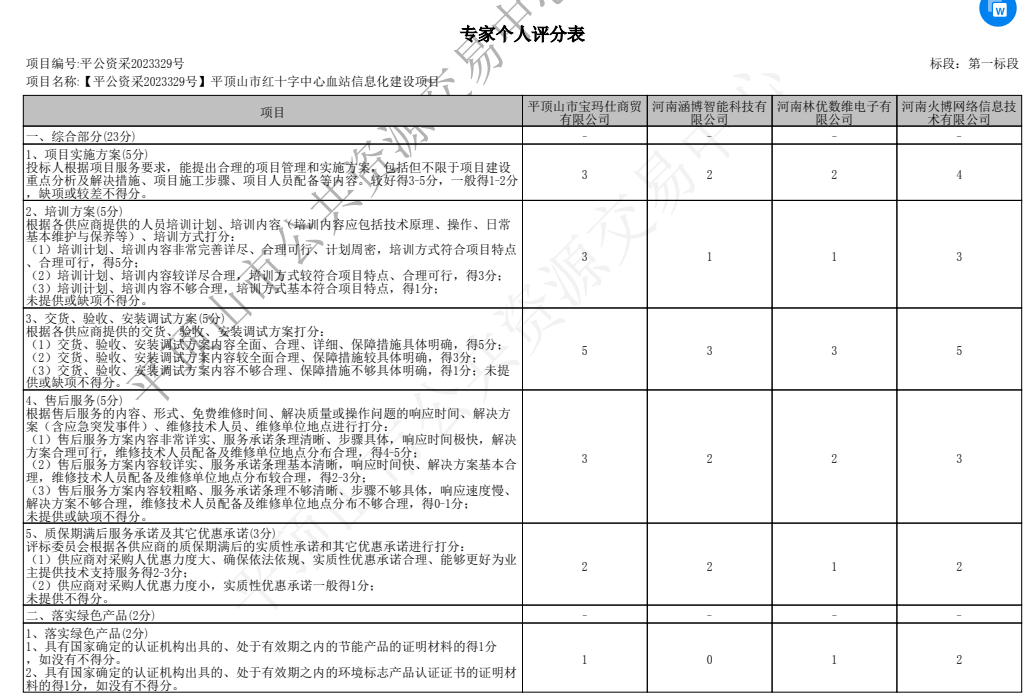 专家个人评分表
项目编号:平公资采2023329号
标段: 第一标段
项目名称:【平公资采2023329号】平顶山市红十字中心血站信息化建设项目
项目
平顶山市宝玛仕商贸
有限公司
河南涵博智能科技有
限公司
河南林优数维电子有
限公司
河南火博网络信息技
术有限公司
一、综合部分(23分)
-
-
-
-
1、项目实施方案(5分)
投标人根据项目服务要求，能提出合理的项目管理和实施方案，包括但不限于项目建设
重点分析及解决措施、项目施工步骤、项目人员配备等内容。较好得3-5分，一般得1-2分
，缺项或较差不得分。
3
2
2
4
2、培训方案(5分)
根据各供应商提供的人员培训计划、培训内容（培训内容应包括技术原理、操作、日常
基本维护与保养等）、培训方式打分：
（1）培训计划、培训内容非常完善详尽、合理可行、计划周密，培训方式符合项目特点
、合理可行，得5分；
（2）培训计划、培训内容较详尽合理，培训方式较符合项目特点、合理可行，得3分；
（3）培训计划、培训内容不够合理，培训方式基本符合项目特点，得1分；
未提供或缺项不得分。
3
1
1
3
3、交货、验收、安装调试方案(5分)
根据各供应商提供的交货、验收、安装调试方案打分：
（1）交货、验收、安装调试方案内容全面、合理、详细、保障措施具体明确，得5分；
（2）交货、验收、安装调试方案内容较全面合理、保障措施较具体明确，得3分；
（3）交货、验收、安装调试方案内容不够合理、保障措施不够具体明确，得1分；未提
供或缺项不得分。
5
3
3
5
4、售后服务(5分)
根据售后服务的内容、形式、免费维修时间、解决质量或操作问题的响应时间、解决方
案（含应急突发事件）、维修技术人员、维修单位地点进行打分：
（1）售后服务方案内容非常详实、服务承诺条理清晰、步骤具体，响应时间极快，解决
方案合理可行，维修技术人员配备及维修单位地点分布合理，得4-5分；
（2）售后服务方案内容较详实、服务承诺条理基本清晰，响应时间快、解决方案基本合
理，维修技术人员配备及维修单位地点分布较合理，得2-3分；
（3）售后服务方案内容较粗略、服务承诺条理不够清晰、步骤不够具体，响应速度慢、
解决方案不够合理，维修技术人员配备及维修单位地点分布不够合理，得0-1分；
未提供或缺项不得分。
3
2
2
3
5、质保期满后服务承诺及其它优惠承诺(3分)
评标委员会根据各供应商的质保期满后的实质性承诺和其它优惠承诺进行打分：
（1）供应商对采购人优惠力度大、确保依法依规、实质性优惠承诺合理、能够更好为业
主提供技术支持服务得2-3分；
（2）供应商对采购人优惠力度小，实质性优惠承诺一般得1分；
未提供不得分。
2
2
1
2
二、落实绿色产品(2分)
-
-
-
-
1、落实绿色产品(2分)
1、具有国家确定的认证机构出具的、处于有效期之内的节能产品的证明材料的得1分
，如没有不得分。
2、具有国家确定的认证机构出具的、处于有效期之内的环境标志产品认证证书的证明材
料的得1分，如没有不得分。
1
0
1
2
平顶山市公共资源交易中心
平顶山市公共资源交易中心
W